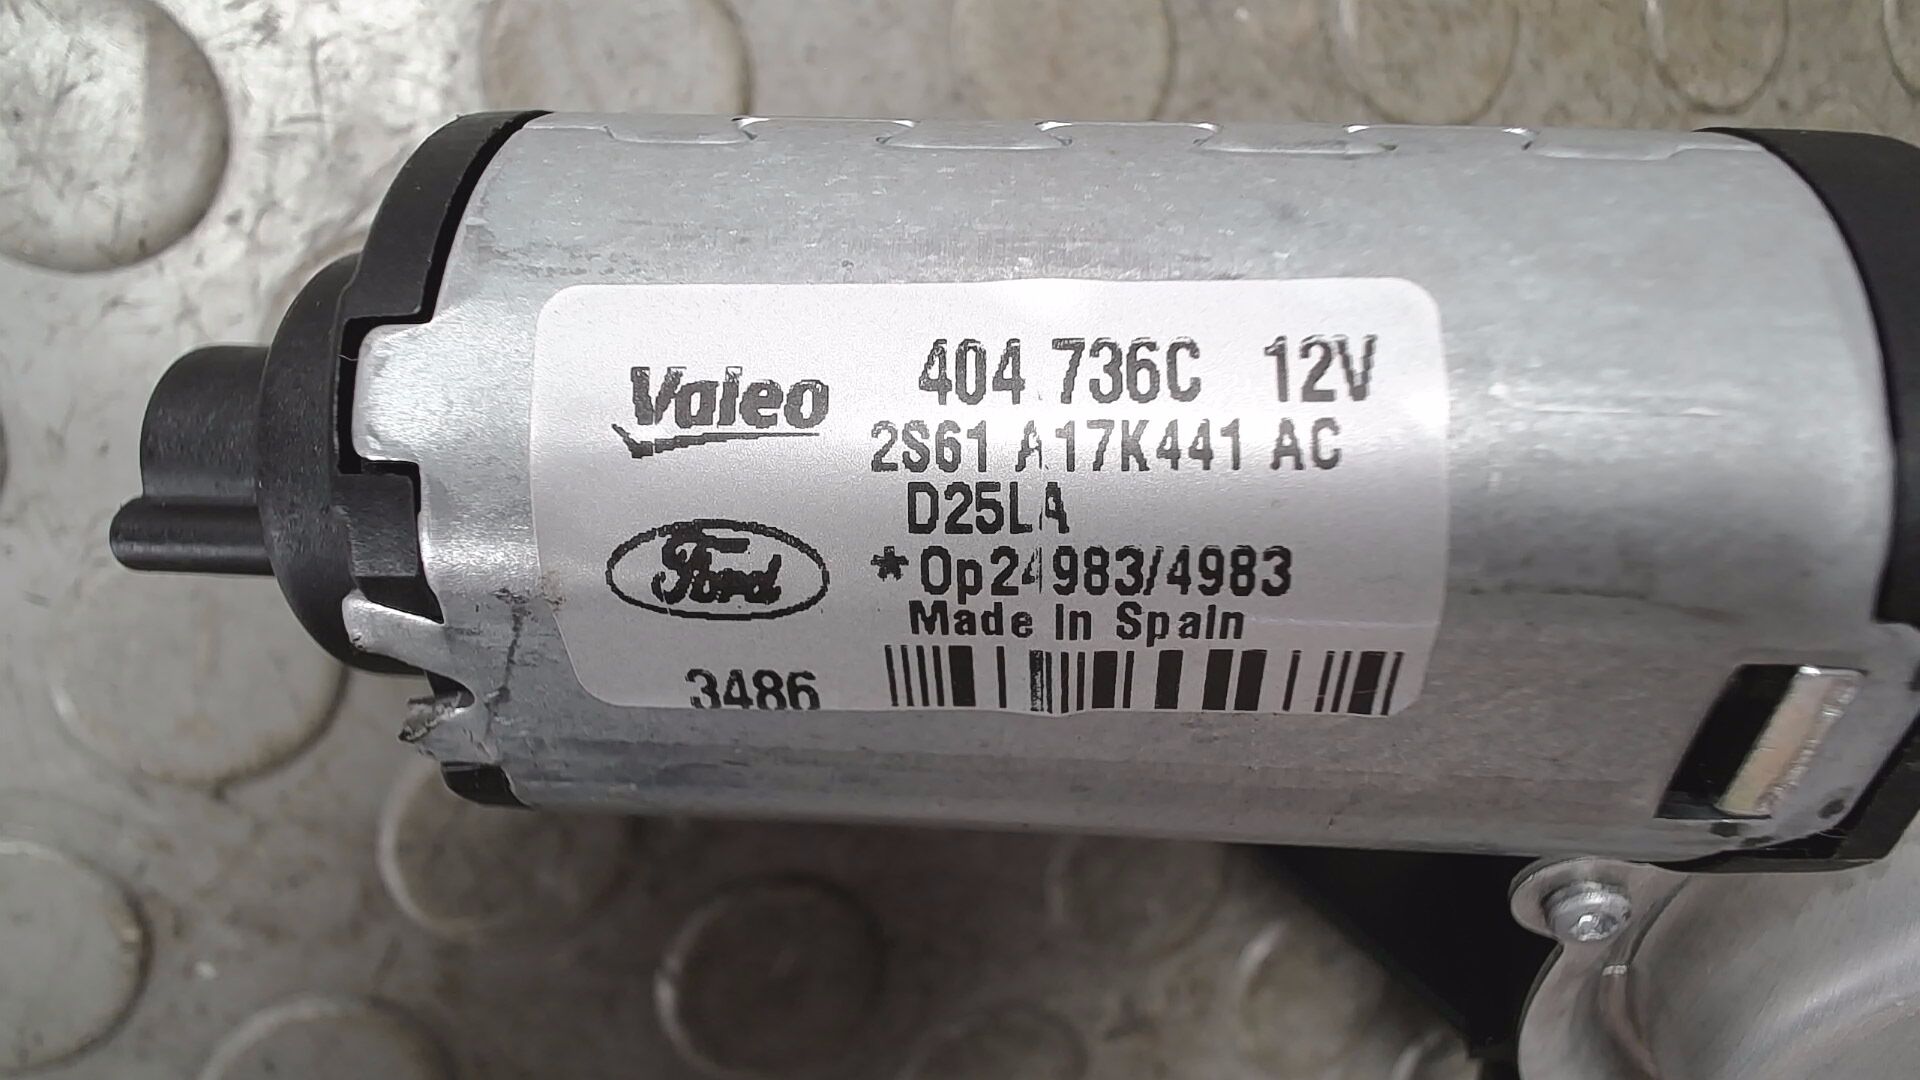 Valeo 404 736C 12V
2S61 A17K441 AC
D25LA
Ford *Op24983/4983
Made In Spain
3486